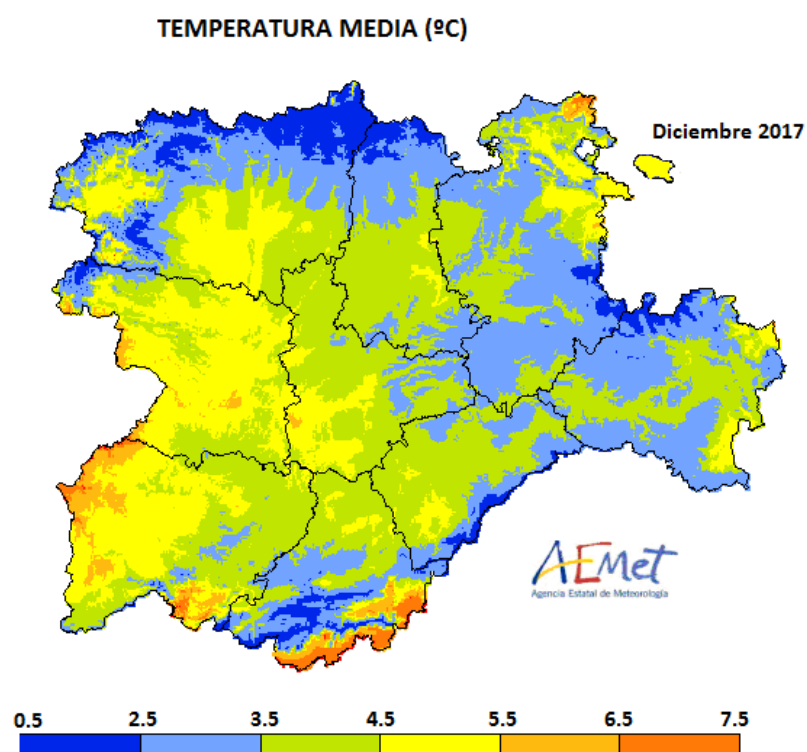 TEMPERATURA MEDIA (ºC)
Diciembre 2017
AEMet
Agencia Estatal de Meteorología
0.5 2.5 3.5 4.5 5.5 6.5 7.5